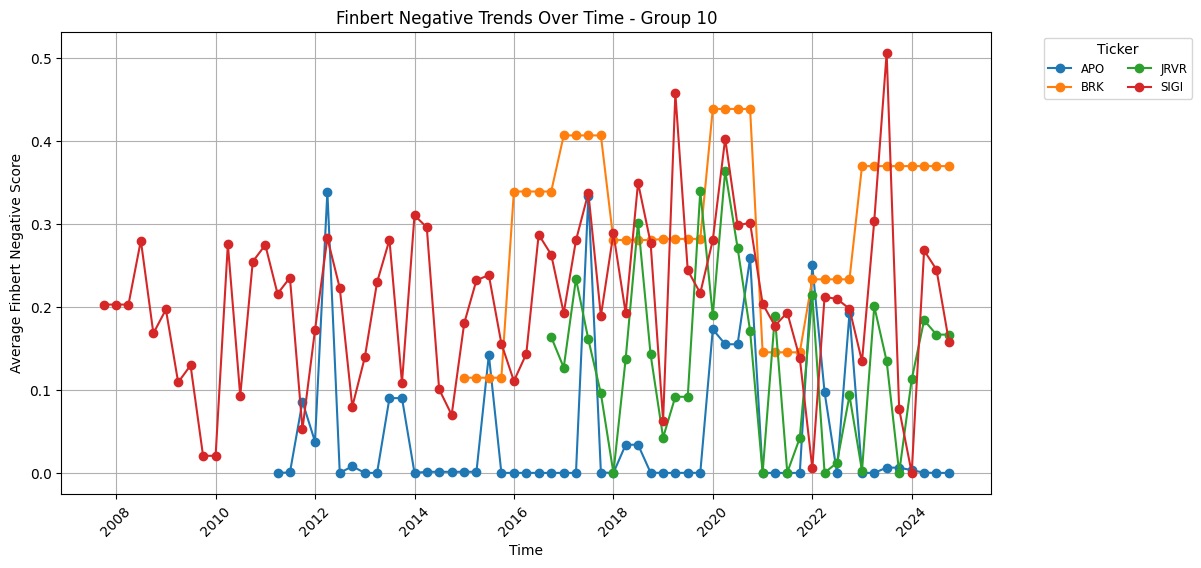 Finbert Negative Trends Over Time - Group 10
Average Finbert Negative Score
0.5
0.4
0.3
0.2
0.1
0.0
2008
2010
2012
2014
2016
2018
2020
2022
2024
Time
Ticker
APO
BRK
JRVR
SIGI